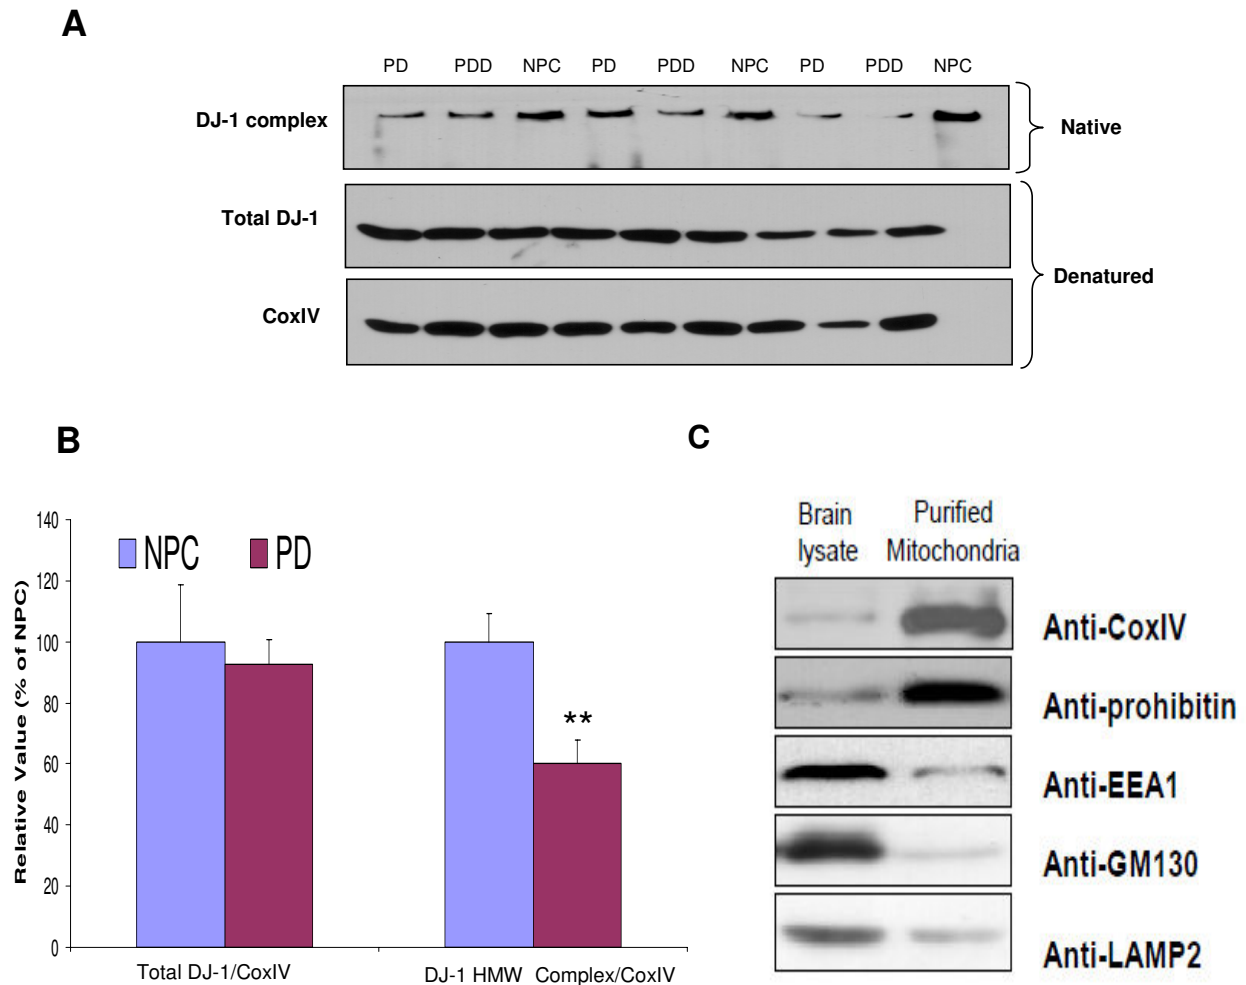 A
PD PDD NPC PD PDD NPC PD PDD NPC
DJ-1 complex
Native
Total DJ-1
Denatured
CoxIV
B
140
120
100
80
60
40
20
0
Relative Value (% of NPC)
NPC PD
**
Total DJ-1/CoxIV
DJ-1 HMW Complex/CoxIV
C
Brain
lysate
Purified
Mitochondria
Anti-CoxIV
Anti-prohibitin
Anti-EEA1
Anti-GM130
Anti-LAMP2